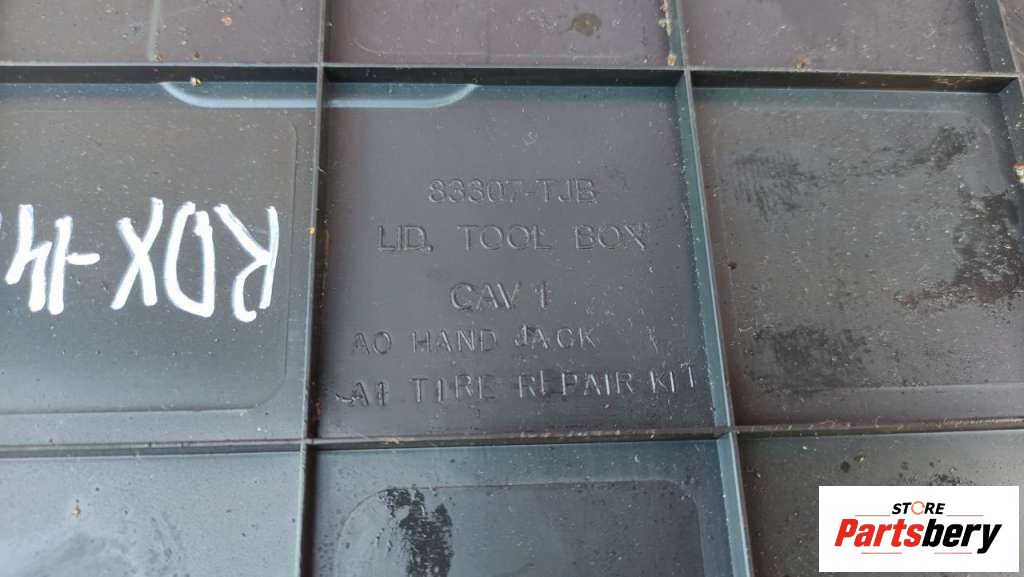 83307-TJB
LID, TOOL BOX
CAV 1
A0 HAND JACK
A1 TIRE REPAIR KIT
RDX-14
STORE
Partsbery